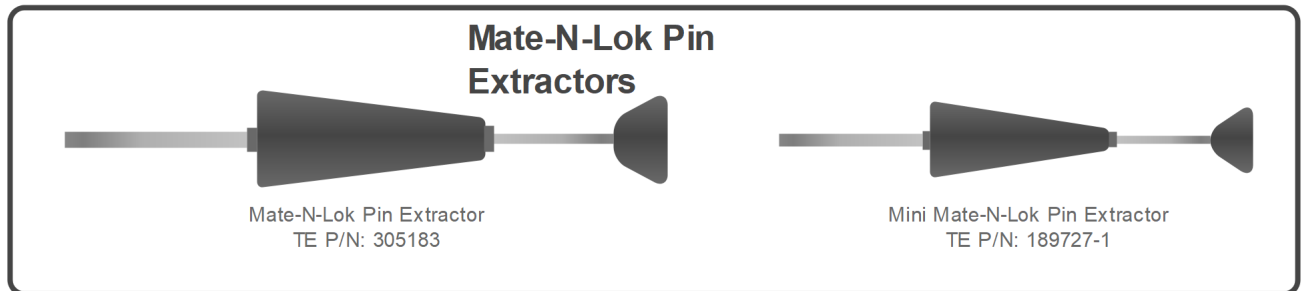 Mate-N-Lok Pin
Extractors
Mate-N-Lok Pin Extractor
TE P/N: 305183
Mini Mate-N-Lok Pin Extractor
TE P/N: 189727-1